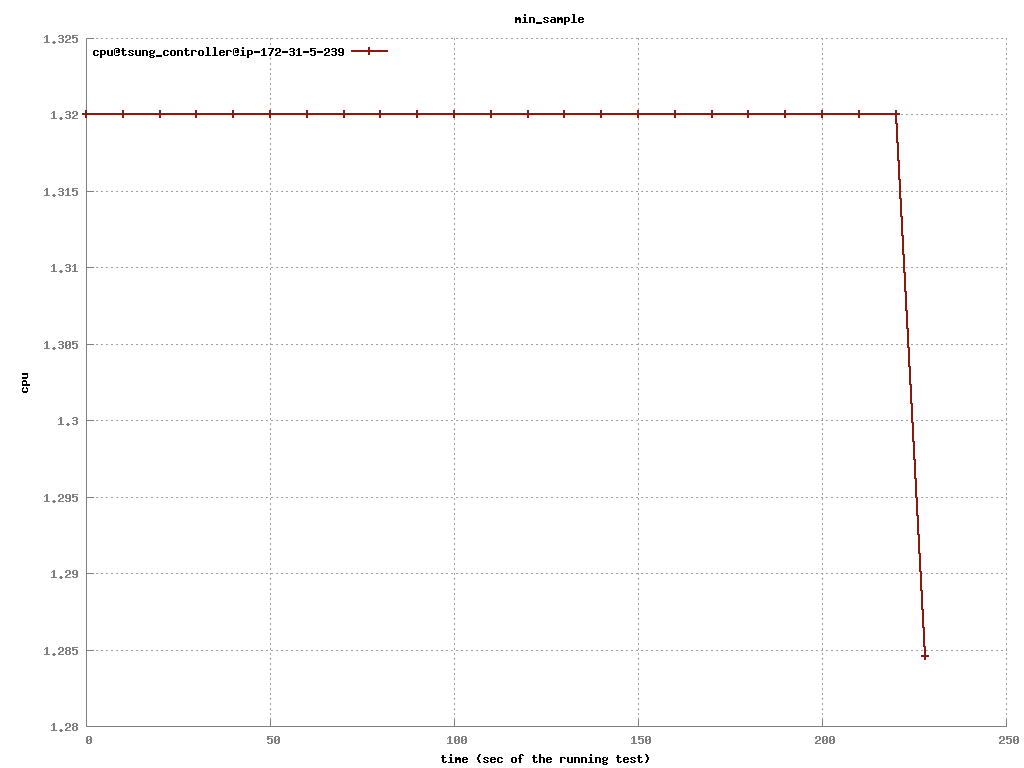 min_sample
cpu@tsung_controller@ip-172-31-5-239
1.325
1.32
1.315
1.31
1.305
1.3
1.295
1.29
1.285
1.28
cpu
0 50 100 150 200 250
time (sec of the running test)